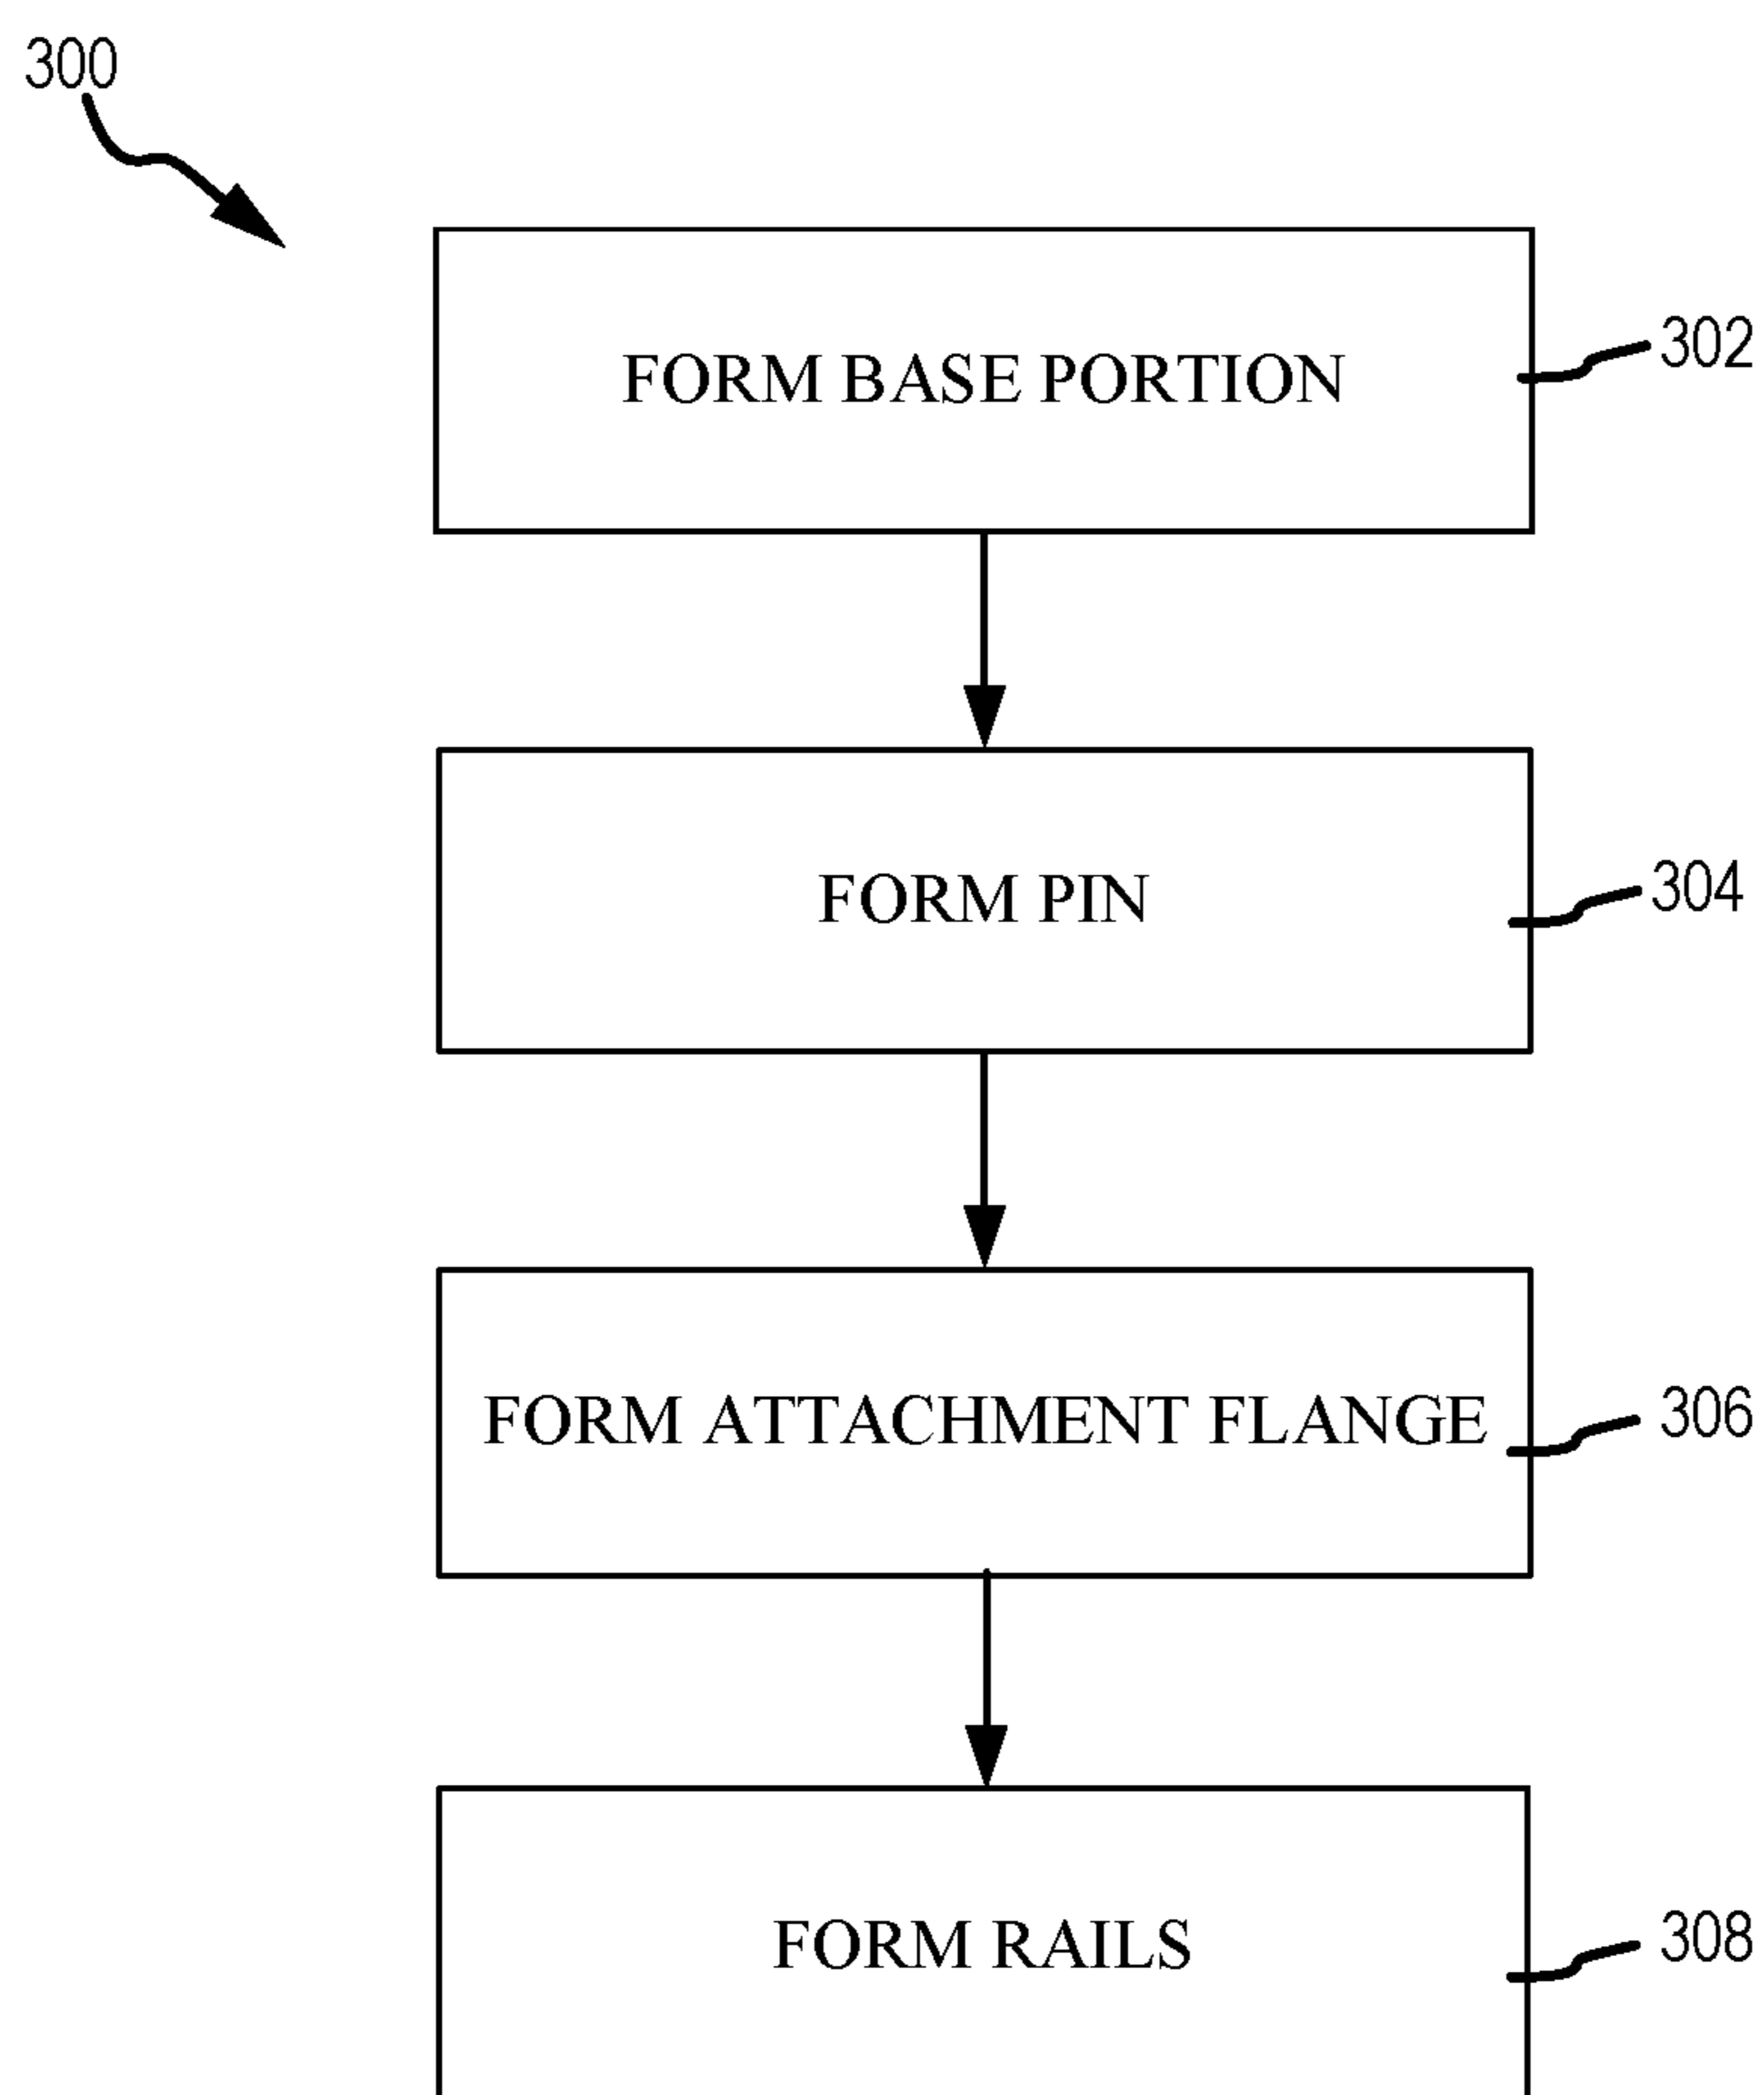 300
FORM BASE PORTION
302
FORM PIN
304
FORM ATTACHMENT FLANGE
306
FORM RAILS
308